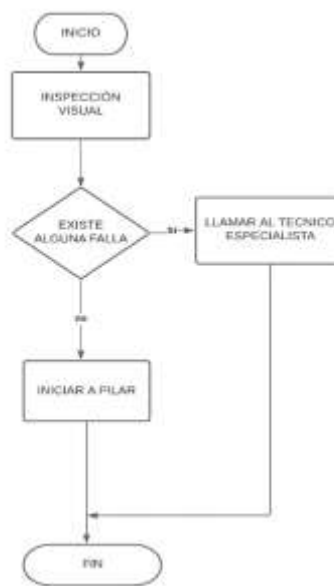 INICIO
INSPECCIÓN
VISUAL
EXISTE
ALGUNA FALLA
SI
LLAMAR AL TECNICO
ESPECIALISTA
no
INICIAR A PILAR
FIN